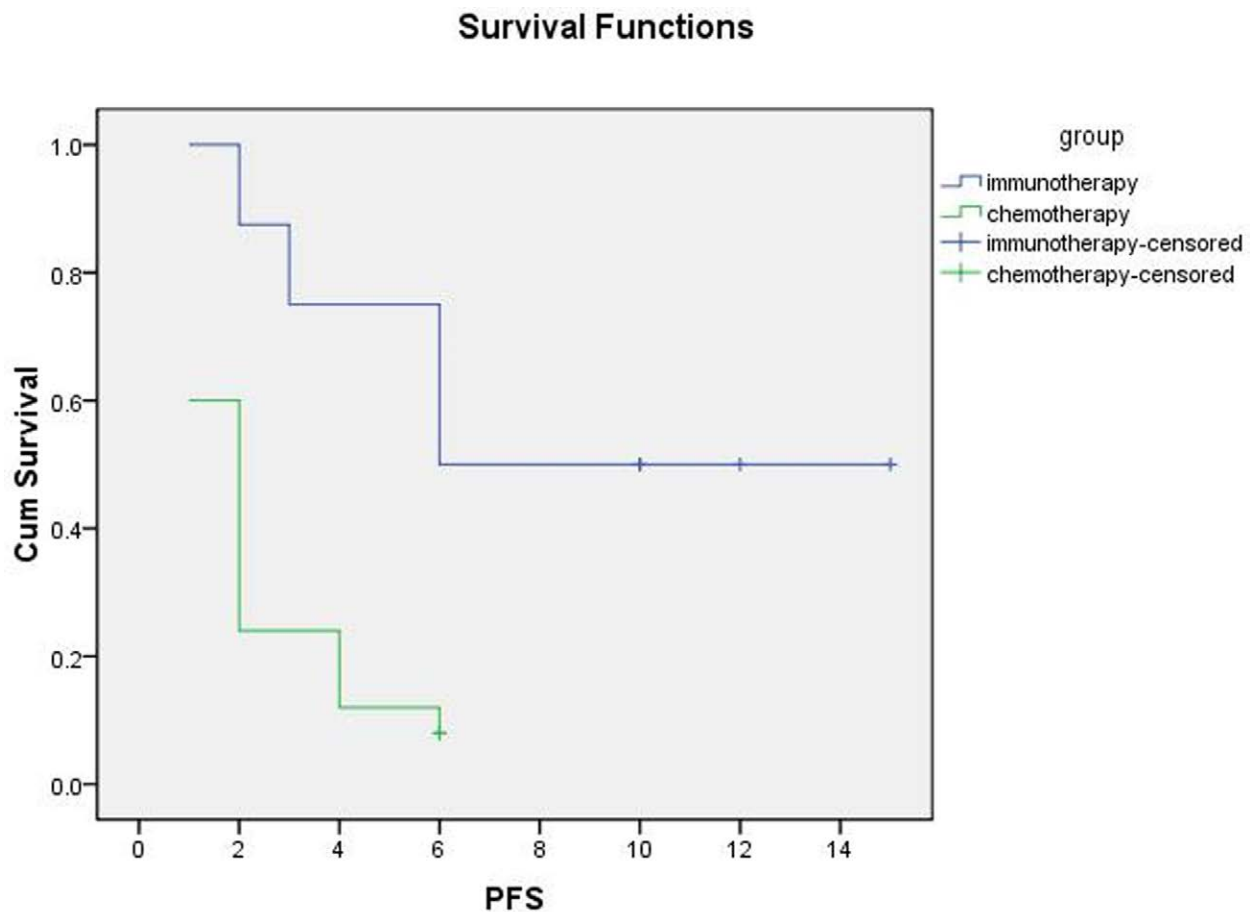 Survival Functions
group
immunotherapy
chemotherapy
immunotherapy-censored
chemotherapy-censored
Cum Survival
1.0
0.8
0.6
0.4
0.2
0.0
0 2 4 6 8 10 12 14
PFS